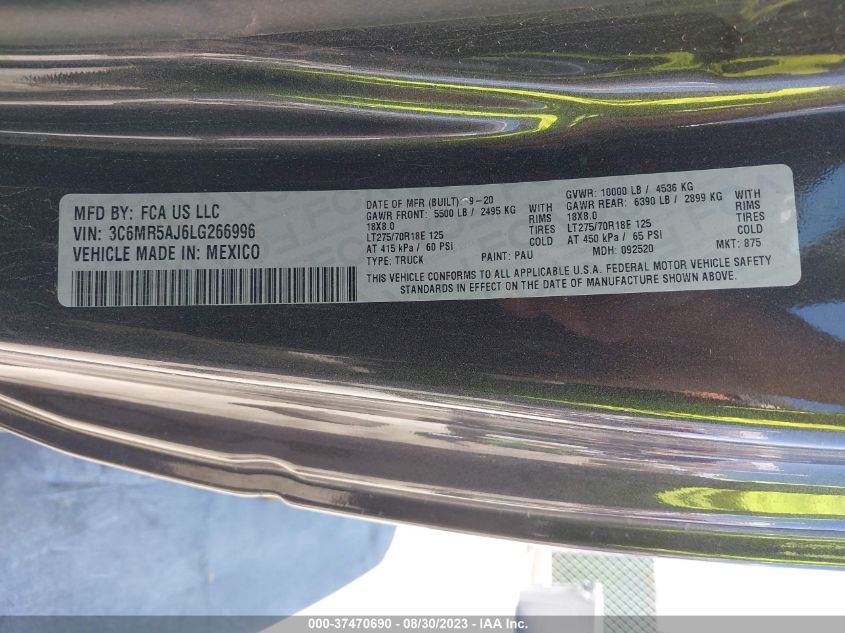 MFD BY: FCA US LLC
VIN: 3C6MR5AJ6LG266996
VEHICLE MADE IN: MEXICO
DATE OF MFR (BUILT): 9-20
GAWR FRONT: 5500 LB / 2495 KG WITH
18X8.0 RIMS
LT275/70R18E 125 TIRES
AT 415 kPa / 60 PSI COLD
TYPE: TRUCK PAINT: PAU
GVWR: 10000 LB / 4536 KG
GAWR REAR: 6390 LB / 2899 KG WITH
18X8.0 RIMS
LT275/70R18E 125 TIRES
AT 450 kPa / 65 PSI COLD
MDH: 092520 MKT: 875
THIS VEHICLE CONFORMS TO ALL APPLICABLE U.S.A. FEDERAL MOTOR VEHICLE SAFETY
STANDARDS IN EFFECT ON THE DATE OF MANUFACTURE SHOWN ABOVE.
000-37470690 - 08/30/2023 - IAA Inc.